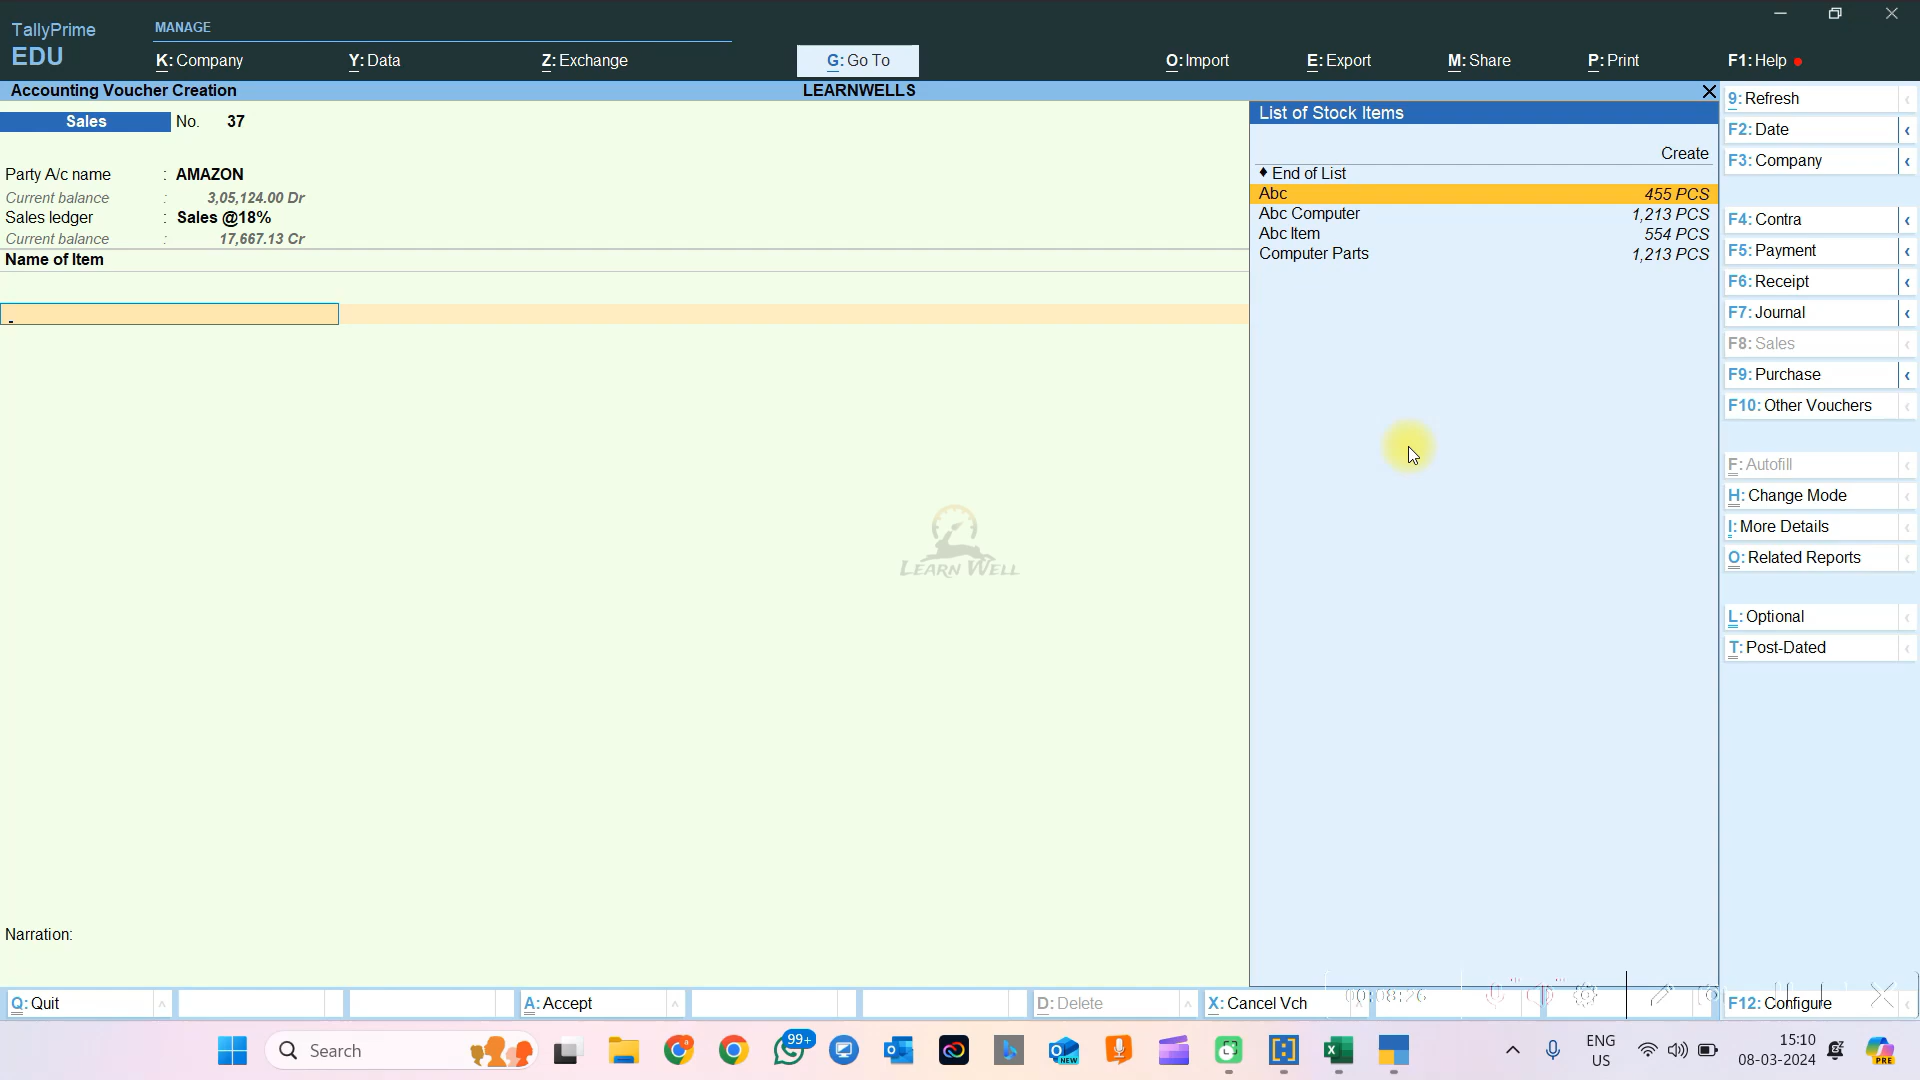 TallyPrime
EDU
MANAGE
K: Company
Y: Data
Z: Exchange
G: Go To
O: Import
E: Export
M: Share
P: Print
F1: Help
Accounting Voucher Creation
LEARNWELLS
Sales No. 37
Party A/c name : AMAZON
Current balance : 3,05,124.00 Dr
Sales ledger : Sales @18%
Current balance : 17,667.13 Cr
Name of Item
LEARN WELL
Narration:
List of Stock Items
Create
♦ End of List
Abc 455 PCS
Abc Computer 1,213 PCS
Abc Item 554 PCS
Computer Parts 1,213 PCS
9: Refresh
F2: Date
F3: Company
F4: Contra
F5: Payment
F6: Receipt
F7: Journal
F8: Sales
F9: Purchase
F10: Other Vouchers
F: Autofill
H: Change Mode
I: More Details
O: Related Reports
L: Optional
T: Post-Dated
Q: Quit
A: Accept
D: Delete
X: Cancel Vch
00:08:26
F12: Configure
Search
99+
NEW
ENG
US
15:10
08-03-2024
PRE